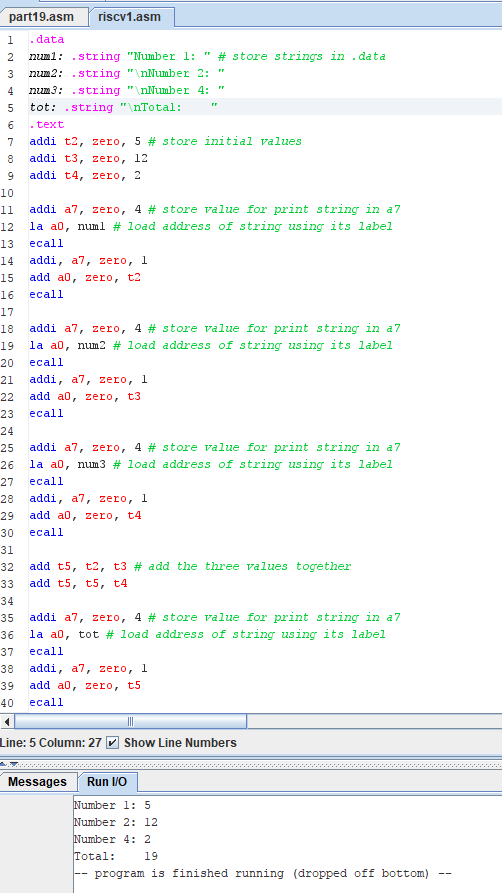 part19.asm riscv1.asm
1 .data
2 num1: .string "Number 1: " # store strings in .data
3 num2: .string "\nNumber 2: "
4 num3: .string "\nNumber 4: "
5 tot: .string "\nTotal:    "
6 .text
7 addi t2, zero, 5 # store initial values
8 addi t3, zero, 12
9 addi t4, zero, 2
10
11 addi a7, zero, 4 # store value for print string in a7
12 la a0, num1 # load address of string using its label
13 ecall
14 addi, a7, zero, 1
15 add a0, zero, t2
16 ecall
17
18 addi a7, zero, 4 # store value for print string in a7
19 la a0, num2 # load address of string using its label
20 ecall
21 addi, a7, zero, 1
22 add a0, zero, t3
23 ecall
24
25 addi a7, zero, 4 # store value for print string in a7
26 la a0, num3 # load address of string using its label
27 ecall
28 addi, a7, zero, 1
29 add a0, zero, t4
30 ecall
31
32 add t5, t2, t3 # add the three values together
33 add t5, t5, t4
34
35 addi a7, zero, 4 # store value for print string in a7
36 la a0, tot # load address of string using its label
37 ecall
38 addi, a7, zero, 1
39 add a0, zero, t5
40 ecall
Line: 5 Column: 27 Show Line Numbers
Messages Run I/O
Number 1: 5
Number 2: 12
Number 4: 2
Total:    19
-- program is finished running (dropped off bottom) --